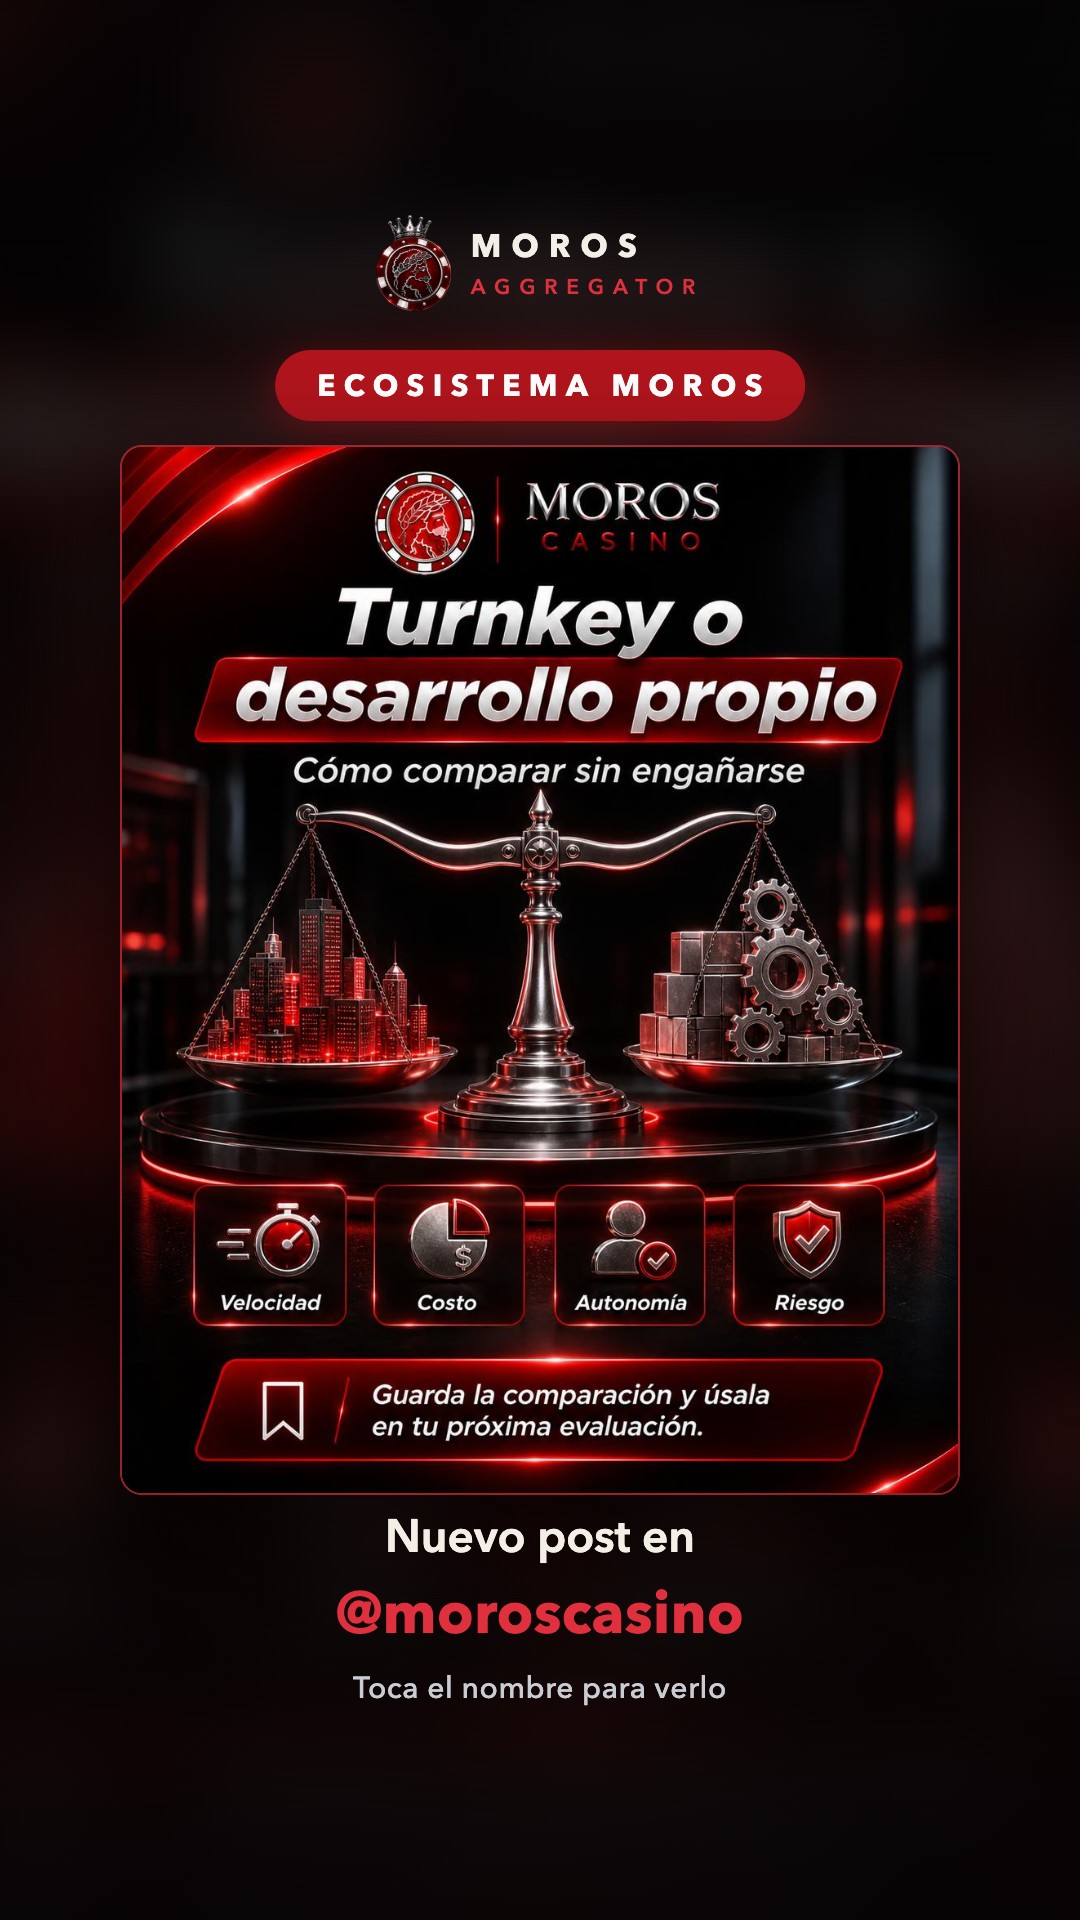 MOROS
AGGREGATOR
ECOSISTEMA MOROS
MOROS
CASINO
Turnkey o
desarrollo propio
Cómo comparar sin engañarse
$
Velocidad
Costo
Autonomía
Riesgo
Guarda la comparación y úsala
en tu próxima evaluación.
Nuevo post en
@moroscasino
Toca el nombre para verlo